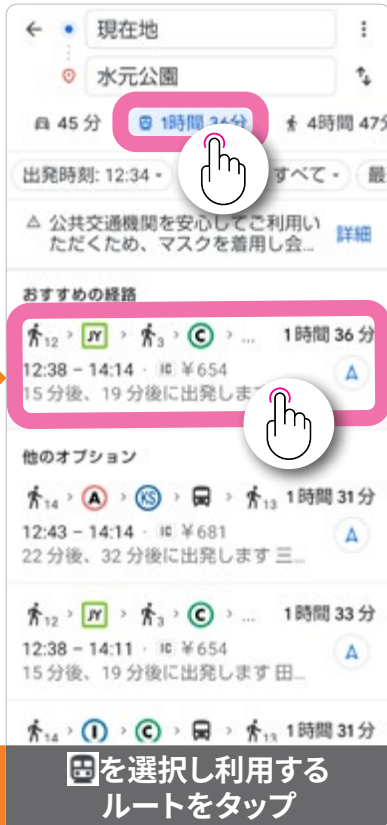 現在地
水元公園
45 分 1時間 36分 4時間 47分
出発時刻: 12:34 すべて 最
公共交通機関を安心してご利用い
ただくため、マスクを着用し会... 詳細
おすすめの経路
12 > JY > 3 > C > ... 1時間 36 分
12:38 – 14:14 · IC ¥654
15 分後、19 分後に出発しま
他のオプション
14 > A > KS > > 13 1時間 31 分
12:43 – 14:14 · IC ¥681
22 分後、32 分後に出発します 三...
12 > JY > 3 > C > ... 1時間 33 分
12:38 – 14:11 · IC ¥654
15 分後、19 分後に出発します 田...
14 > I > C > > 13 1時間 31 分
を選択し利用する
ルートをタップ